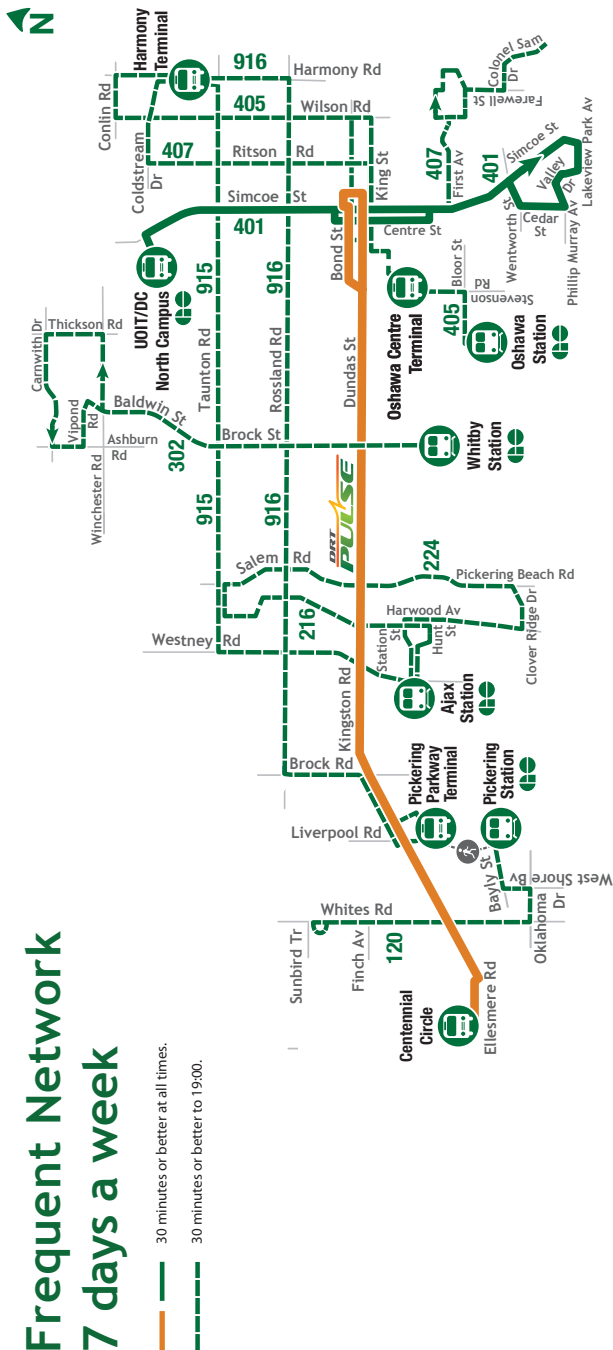 Frequent Network
7 days a week
30 minutes or better at all times.
30 minutes or better to 19:00.
N
Harmony
Terminal
916
Harmony Rd
Conlin Rd
405
Wilson Rd
407
Ritson Rd
Coldstream
Dr
Simcoe St
401
UOIT/DC
North Campus
915
Taunton Rd
916
Rossland Rd
Bond St
King St
Centre St
407
First Av
Farewell St
Colonel Sam
Dr
401
Simcoe St
Wentworth St
Cedar
St
Valley
Dr
Phillip Murray Av
Lakeview Park Av
Dundas St
Oshawa Centre
Terminal
Bloor St
Stevenson
Rd
405
Oshawa
Station
Carnwith Dr
Thickson Rd
Vipond
Rd
Baldwin St
Winchester Rd
Ashburn
Rd
302
Brock St
Whitby
Station
915
916
DRT
PULSE
Salem Rd
224
Pickering Beach Rd
216
Harwood Av
Westney Rd
Station
St
Hunt
St
Clover Ridge Dr
Kingston Rd
Ajax
Station
Brock Rd
Liverpool Rd
Pickering
Parkway
Terminal
Pickering
Station
Bayly St
West Shore Bv
Whites Rd
Sunbird Tr
Finch Av
120
Oklahoma
Dr
Centennial
Circle
Ellesmere Rd